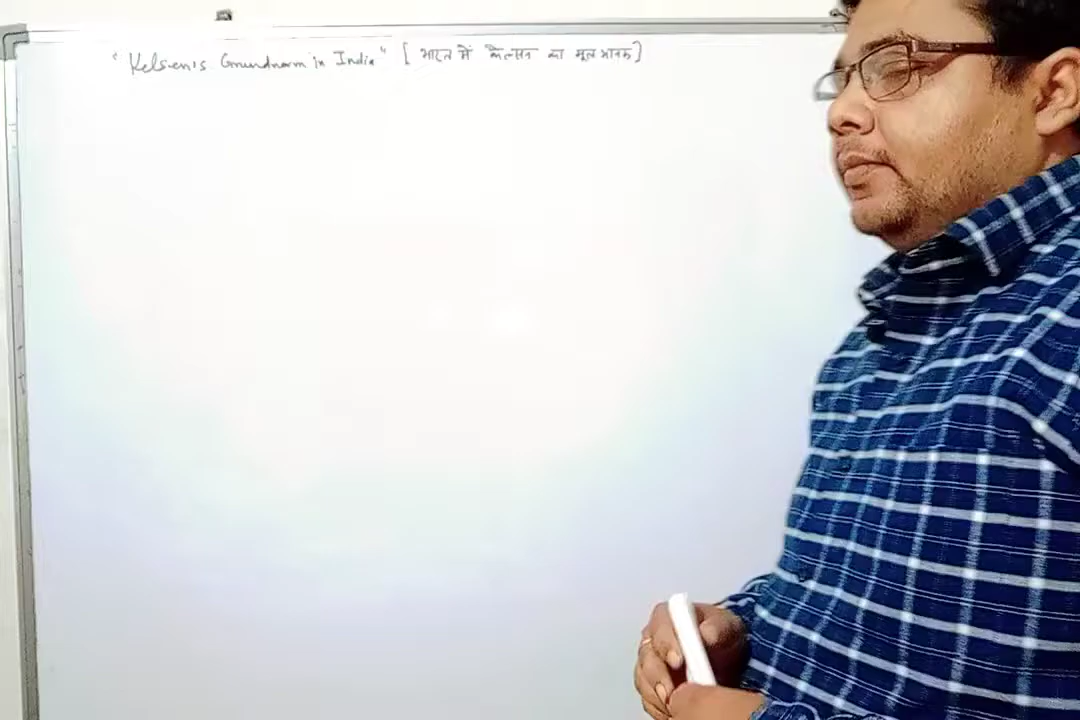 "Kelsen's Grundnorm in India" [ भारत में केल्सन का मूल मानक ]